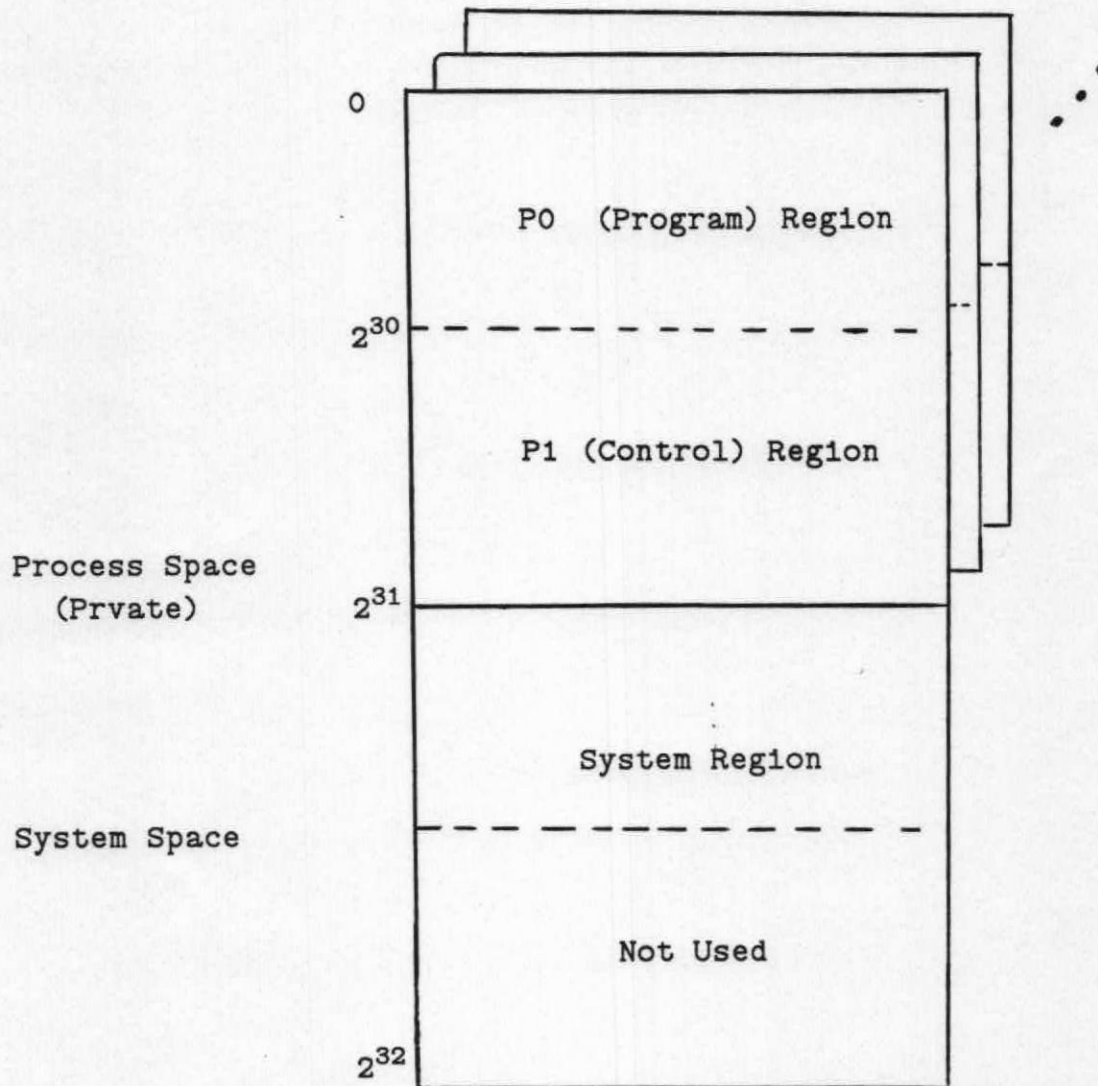 0
P0 (Program) Region
2^30
P1 (Control) Region
Process Space
(Prvate)
2^31
System Region
System Space
Not Used
2^32